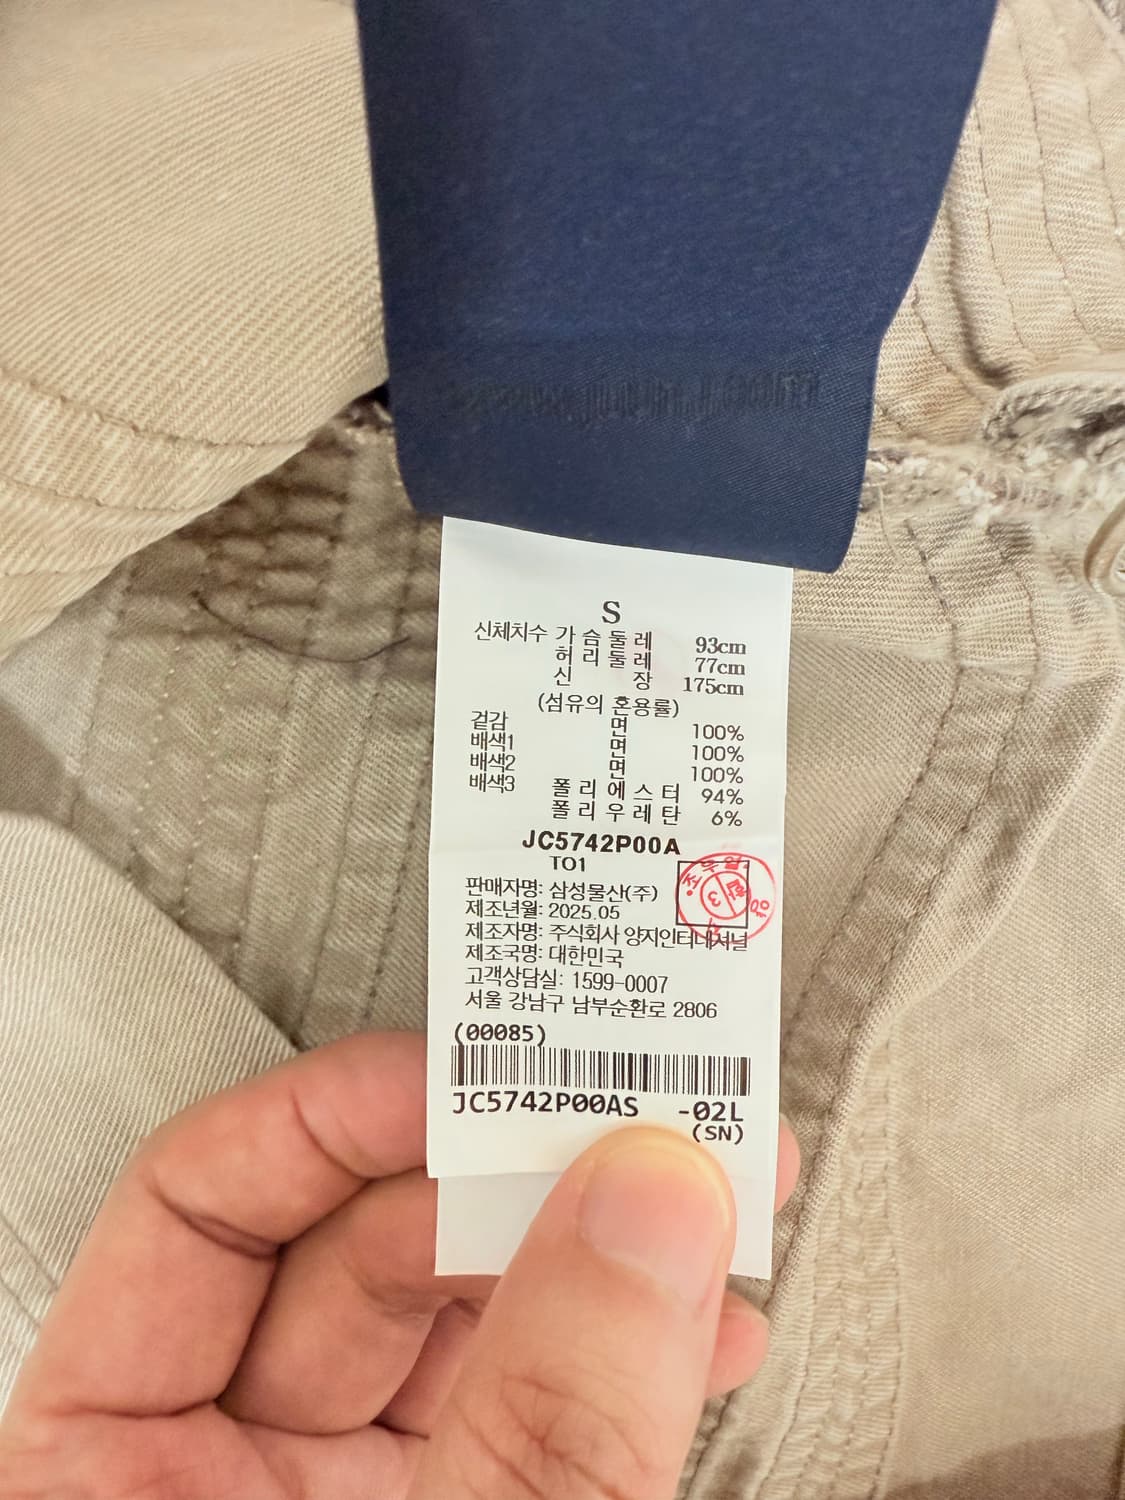 S
신체치수 가슴둘레 93cm
허리둘레 77cm
신 장 175cm
(섬유의 혼용률)
겉감 면 100%
배색1 면 100%
배색2 면 100%
배색3 폴리에스터 94%
폴리우레탄 6%
JC5742P00A
TO1
판매자명: 삼성물산(주)
제조년월: 2025.05
제조자명: 주식회사 양지인터내셔널
제조국명: 대한민국
고객상담실: 1599-0007
서울 강남구 남부순환로 2806
(00085)
JC5742P00AS -02L
(SN)